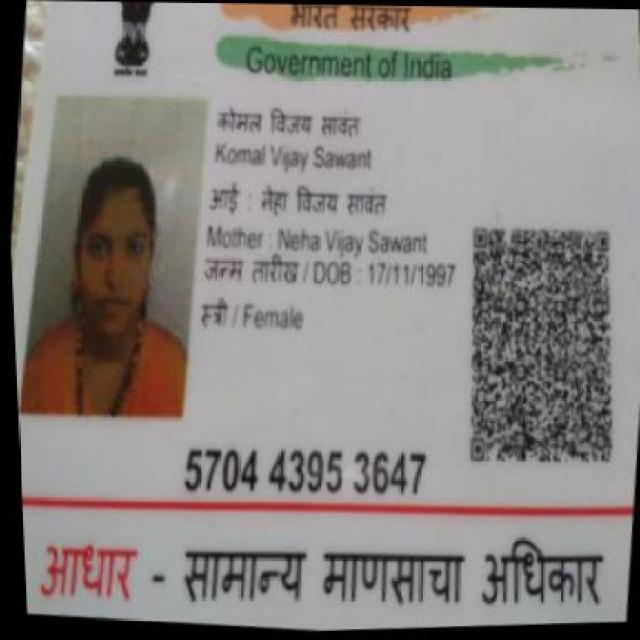 भारत सरकार
Government of India
कोमल विजय सावंत
Komal Vijay Sawant
आई : नेहा विजय सावंत
Mother : Neha Vijay Sawant
जन्म तारीख / DOB : 17/11/1997
स्त्री / Female
5704 4395 3647
आधार - सामान्य माणसाचा अधिकार